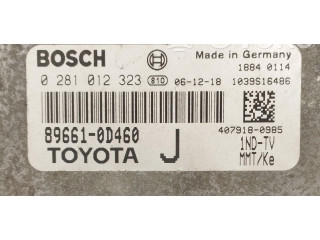 BOSCH
Made in Germany
1884 0114
0 281 012 323 81D 06-12-18 1039S16486
89661-0D460
TOYOTA
J
407918-0985
1ND-TV
MMT/Ke